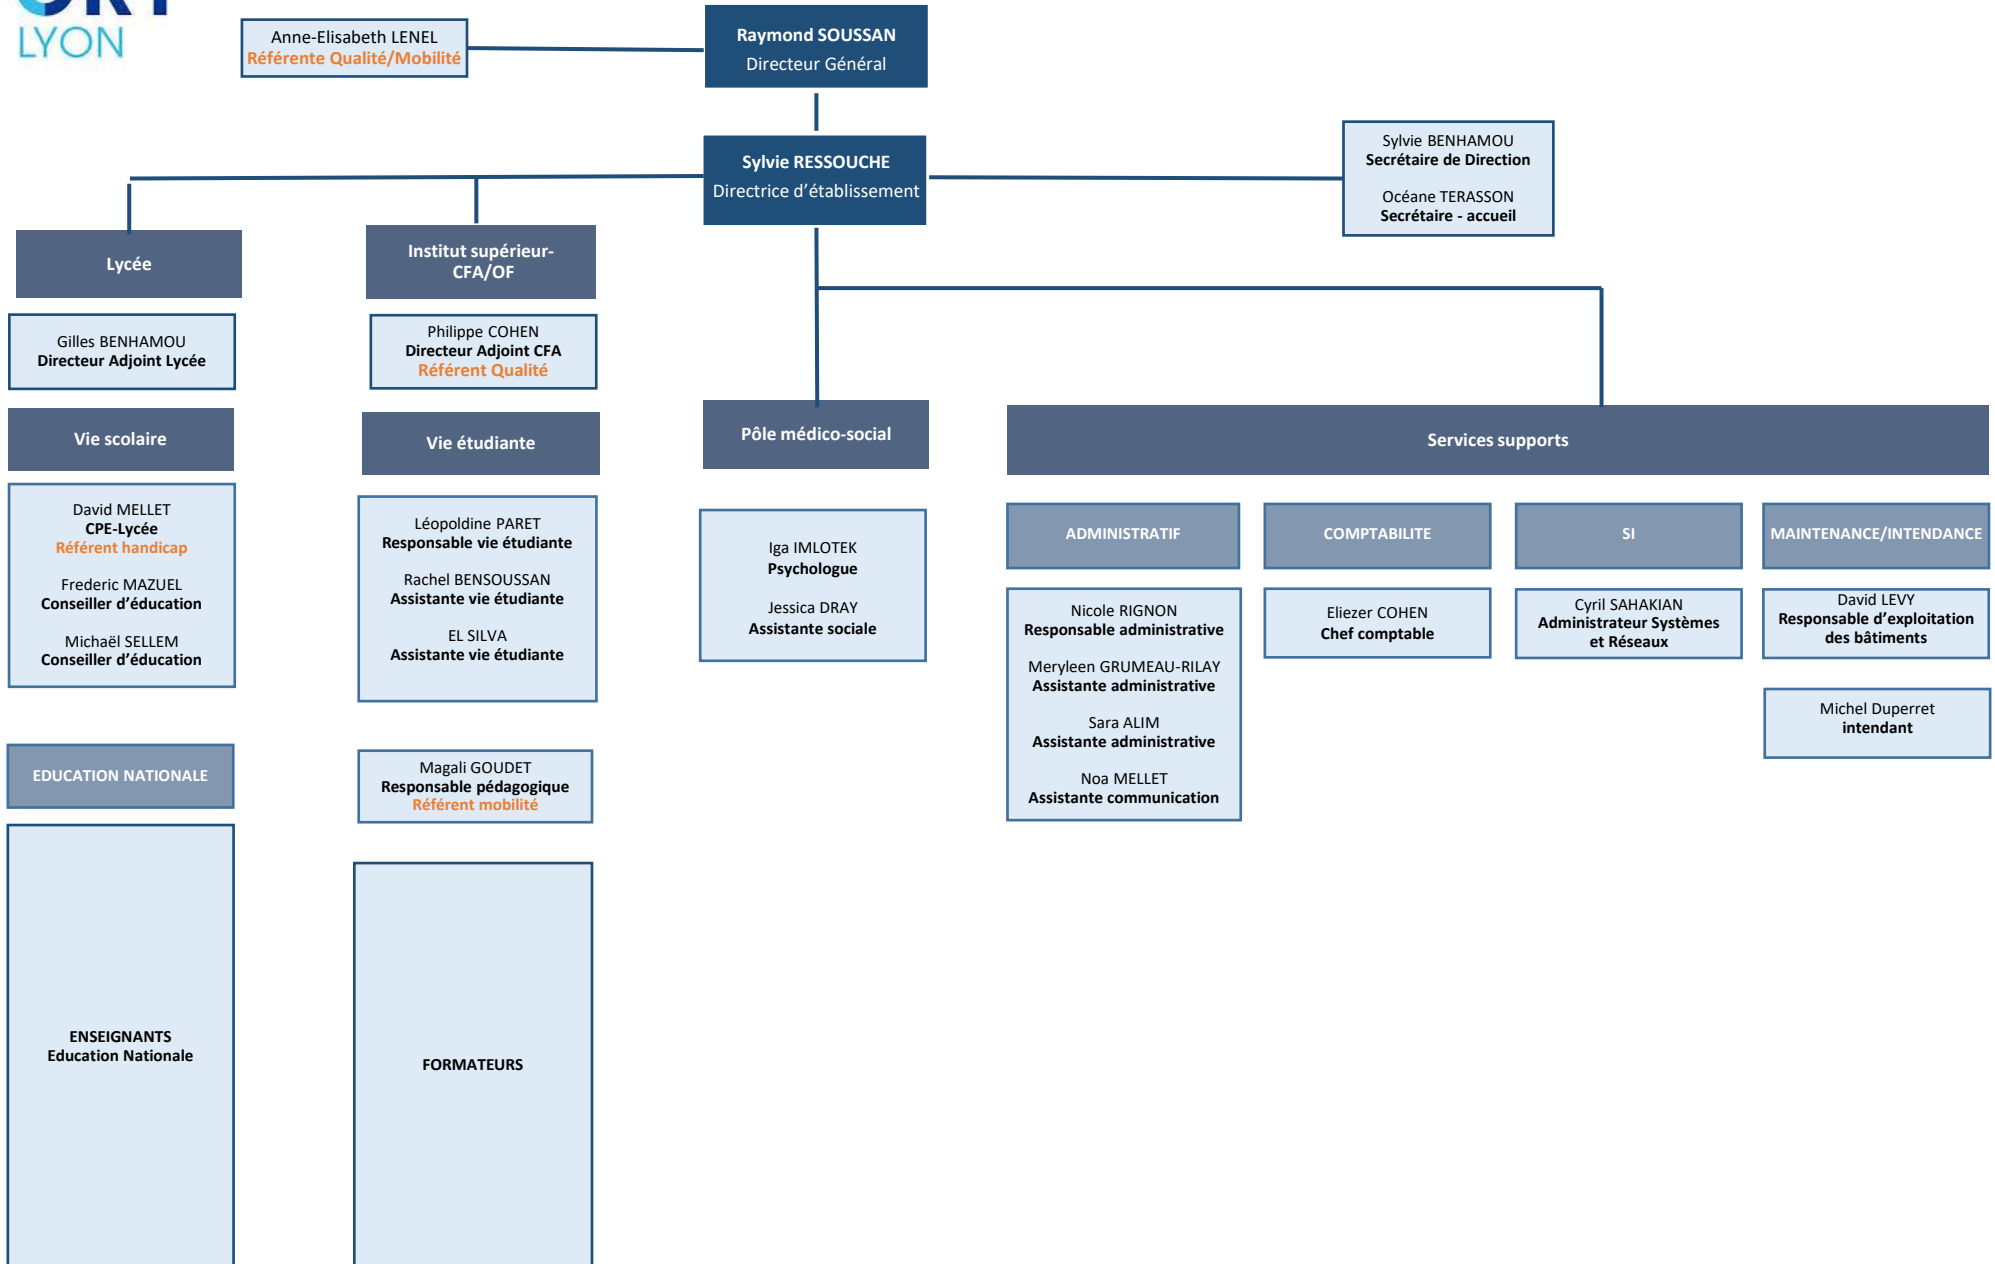 LYON
Anne-Elisabeth LENEL
Référente Qualité/Mobilité
Raymond SOUSSAN
Directeur Général
Sylvie RESSOUCHE
Directrice d'établissement
Sylvie BENHAMOU
Secrétaire de Direction
Océane TERASSON
Secrétaire - accueil
Lycée
Gilles BENHAMOU
Directeur Adjoint Lycée
Vie scolaire
David MELLET
CPE-Lycée
Référent handicap
Frederic MAZUEL
Conseiller d'éducation
Michaël SELLEM
Conseiller d'éducation
EDUCATION NATIONALE
ENSEIGNANTS
Education Nationale
Institut supérieur-
CFA/OF
Philippe COHEN
Directeur Adjoint CFA
Référent Qualité
Vie étudiante
Léopoldine PARET
Responsable vie étudiante
Rachel BENSOUSSAN
Assistante vie étudiante
EL SILVA
Assistante vie étudiante
Magali GOUDET
Responsable pédagogique
Référent mobilité
FORMATEURS
Pôle médico-social
Iga IMLOTEK
Psychologue
Jessica DRAY
Assistante sociale
Services supports
ADMINISTRATIF
Nicole RIGNON
Responsable administrative
Meryleen GRUMEAU-RILAY
Assistante administrative
Sara ALIM
Assistante administrative
Noa MELLET
Assistante communication
COMPTABILITE
Eliezer COHEN
Chef comptable
SI
Cyril SAHAKIAN
Administrateur Systèmes
et Réseaux
MAINTENANCE/INTENDANCE
David LEVY
Responsable d'exploitation
des bâtiments
Michel Duperret
intendant